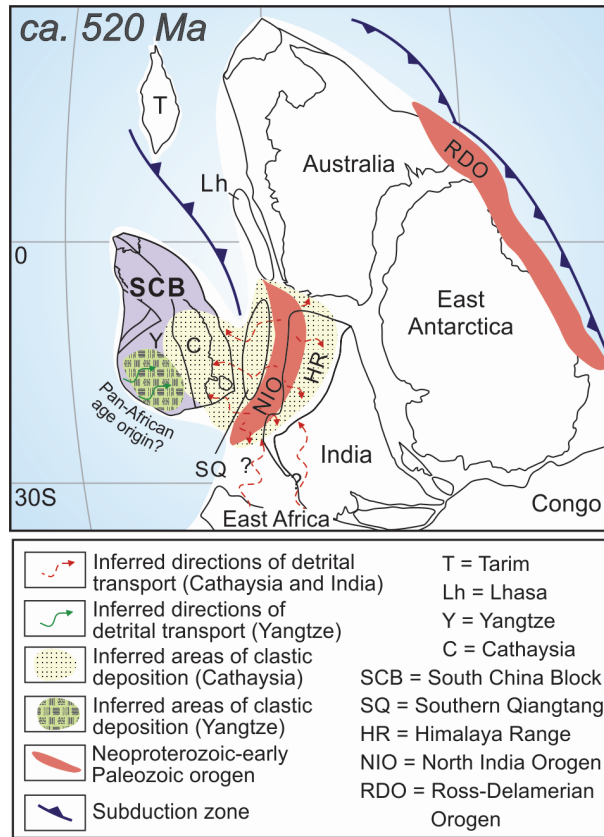 ca. 520 Ma
T
Australia
RDO
Lh
0
SCB
East
Antarctica
Y
C
HR
NIO
Pan-African
age origin?
SQ
?
?
India
30S
East Africa
Congo
Inferred directions of detrital
transport (Cathaysia and India)
Inferred directions of
detrital transport (Yangtze)
Inferred areas of clastic
deposition (Cathaysia)
Inferred areas of clastic
deposition (Yangtze)
Neoproterozoic-early
Paleozoic orogen
Subduction zone
T = Tarim
Lh = Lhasa
Y = Yangtze
C = Cathaysia
SCB = South China Block
SQ = Southern Qiangtang
HR = Himalaya Range
NIO = North India Orogen
RDO = Ross-Delamerian
Orogen